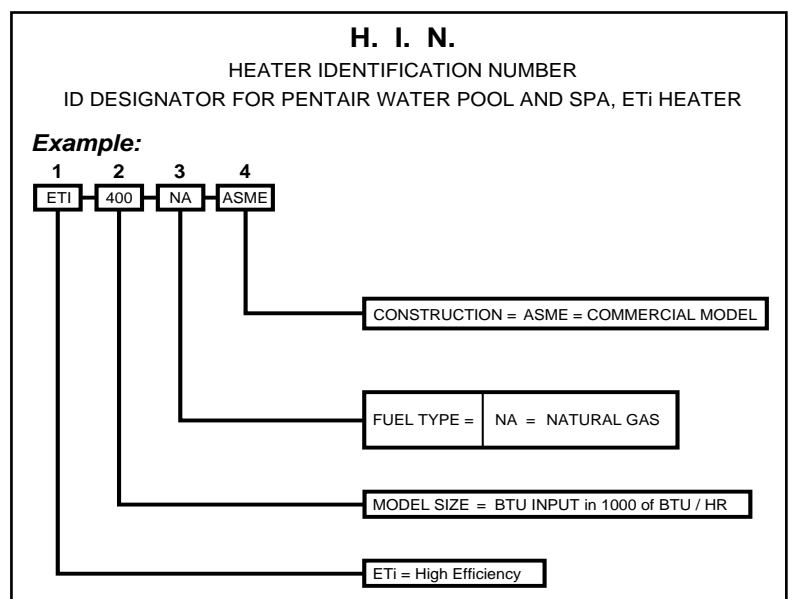 H. I. N.
HEATER IDENTIFICATION NUMBER
ID DESIGNATOR FOR PENTAIR WATER POOL AND SPA, ETi HEATER
Example:
1 2 3 4
ETI 400 NA ASME
CONSTRUCTION = ASME = COMMERCIAL MODEL
FUEL TYPE = NA = NATURAL GAS
MODEL SIZE = BTU INPUT in 1000 of BTU / HR
ETi = High Efficiency